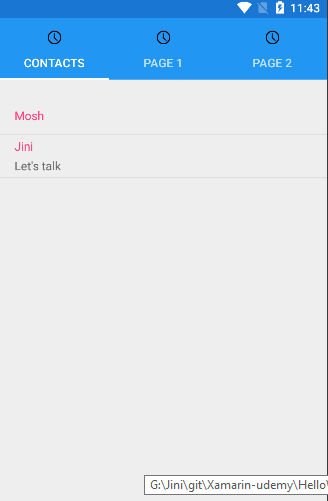 11:43
CONTACTS PAGE 1 PAGE 2
Mosh
Jini
Let's talk
G:\Jini\git\Xamarin-udemy\Hello\